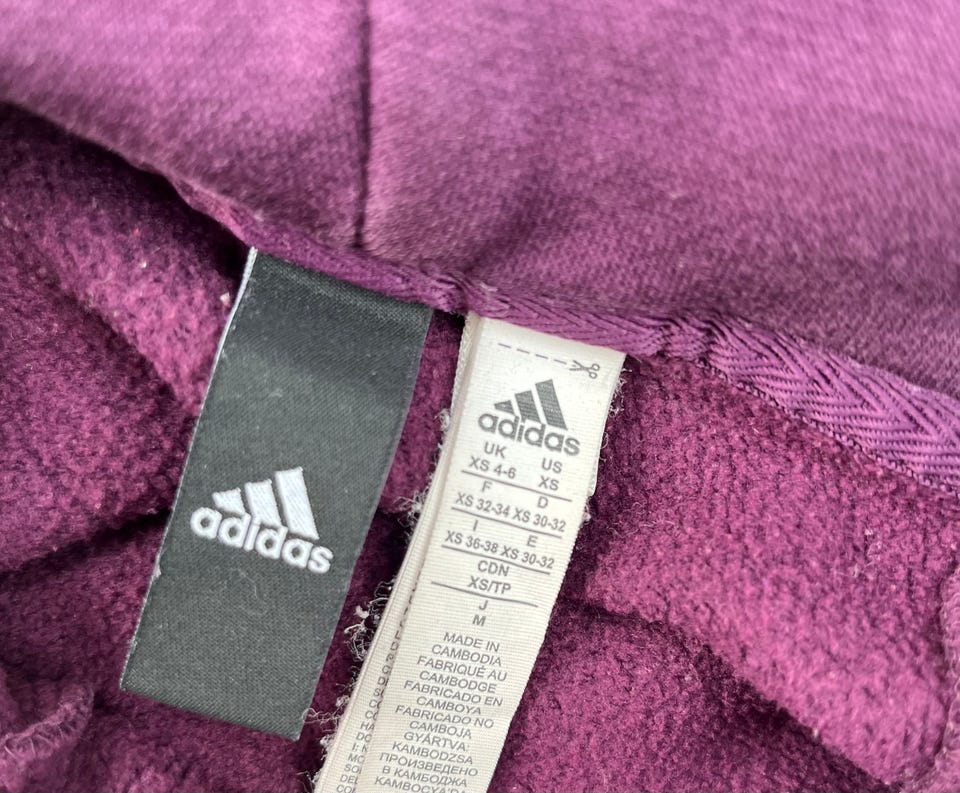 adidas
adidas
UK US
XS 4-6 XS
F D
XS 32-34 XS 30-32
I E
XS 36-38 XS 30-32
CDN
XS/TP
J
M
MADE IN
CAMBODIA
FABRIQUÉ AU
CAMBODGE
FABRICADO EN
CAMBOYA
FABRICADO NO
CAMBOJA
GYÁRTVA:
KAMBODZSA
ПРОИЗВЕДЕНО
В КАМБОДЖА
KAMBOÇYA'DA